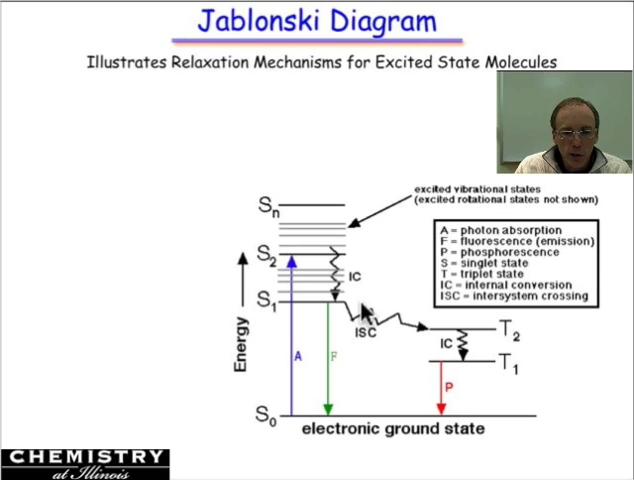 Jablonski Diagram
Illustrates Relaxation Mechanisms for Excited State Molecules
excited vibrational states
(excited rotational states not shown)
Sn
A = photon absorption
F = fluorescence (emission)
P = phosphorescence
S = singlet state
T = triplet state
IC = internal conversion
ISC = intersystem crossing
S2
IC
S1
ISC
T2
IC
T1
Energy
A
F
P
S0
electronic ground state
CHEMISTRY
at Illinois